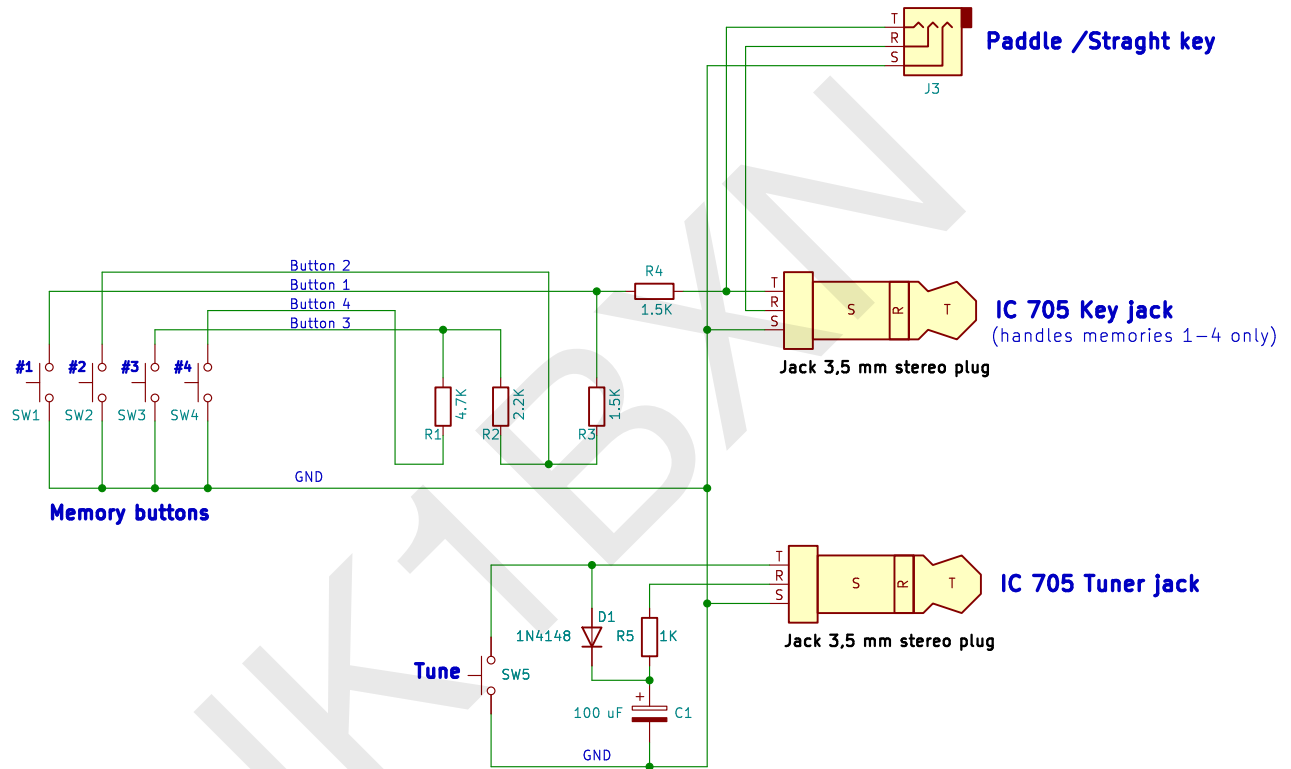 T
R
S
Paddle /Straght key
J3
Button 2
Button 1
Button 4
Button 3
R4
1.5K
T
R
S
S
R
T
IC 705 Key jack
(handles memories 1-4 only)
Jack 3,5 mm stereo plug
#1
#2
#3
#4
SW1
SW2
SW3
SW4
R1
4.7K
R2
2.2K
R3
1.5K
GND
Memory buttons
T
R
S
S
R
T
IC 705 Tuner jack
Jack 3,5 mm stereo plug
D1
1N4148
R5
1K
Tune
SW5
+
100 uF
C1
GND
IK1BXN